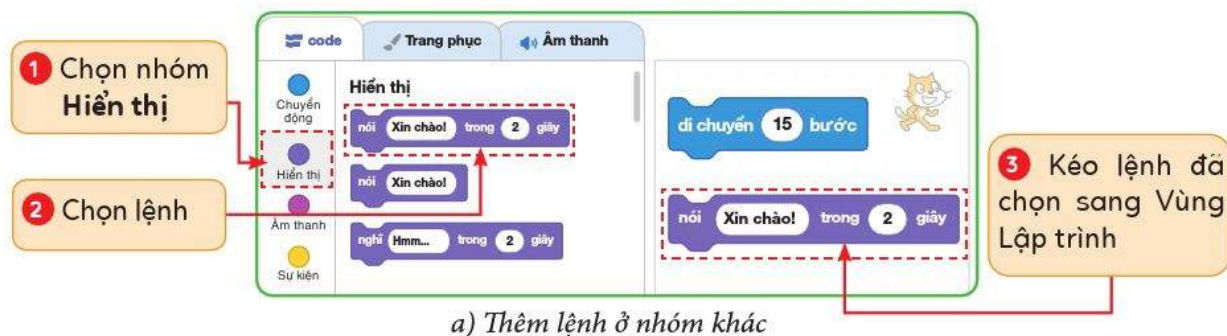 code
Trang phục
Âm thanh
1 Chọn nhóm
Hiển thị
2 Chọn lệnh
Chuyển
động
Hiển thị
Âm thanh
Sự kiện
Hiển thị
nói Xin chào! trong 2 giây
nói Xin chào!
nghĩ Hmm... trong 2 giây
di chuyển 15 bước
nói Xin chào! trong 2 giây
3 Kéo lệnh đã
chọn sang Vùng
Lập trình
a) Thêm lệnh ở nhóm khác